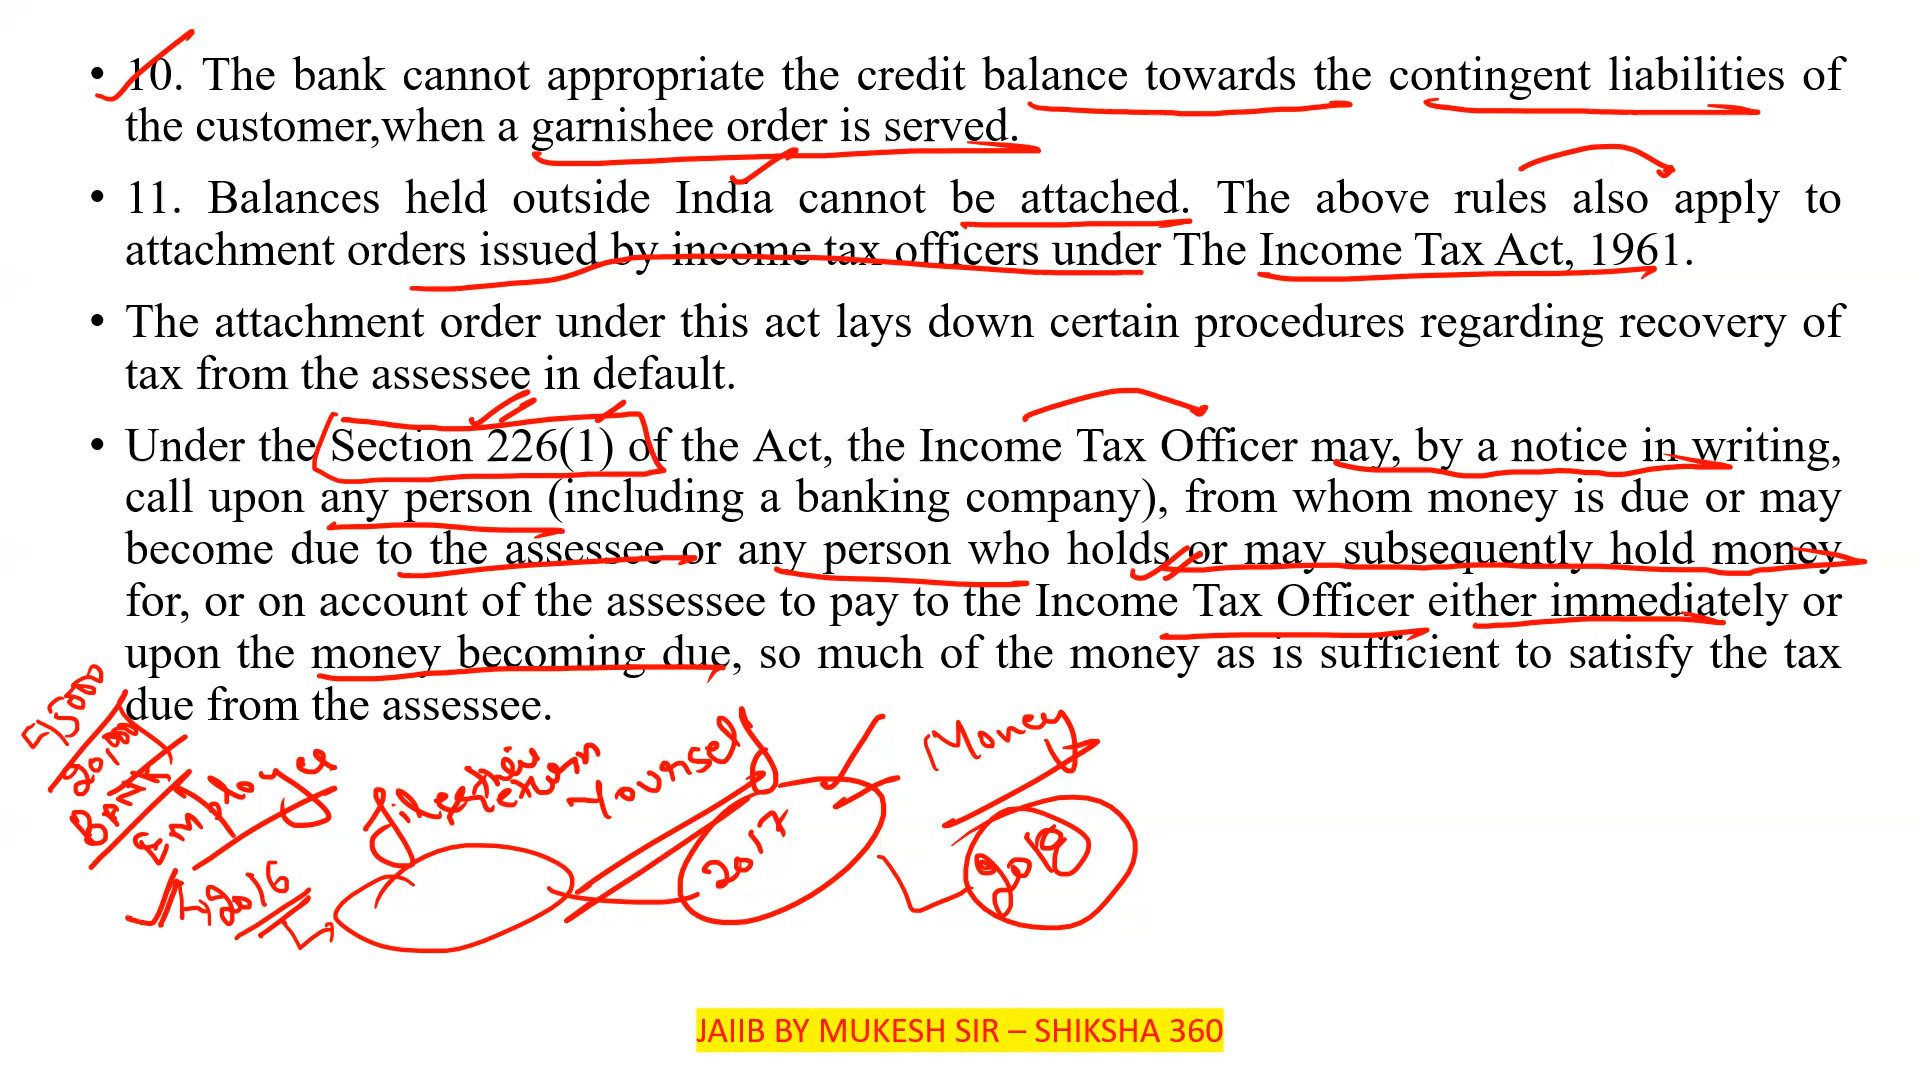 • 10. The bank cannot appropriate the credit balance towards the contingent liabilities of
the customer,when a garnishee order is served.
• 11. Balances held outside India cannot be attached. The above rules also apply to
attachment orders issued by income tax officers under The Income Tax Act, 1961.
• The attachment order under this act lays down certain procedures regarding recovery of
tax from the assessee in default.
• Under the Section 226(1) of the Act, the Income Tax Officer may, by a notice in writing,
call upon any person (including a banking company), from whom money is due or may
become due to the assessee or any person who holds or may subsequently hold money
for, or on account of the assessee to pay to the Income Tax Officer either immediately or
upon the money becoming due, so much of the money as is sufficient to satisfy the tax
due from the assessee.
BANK
Employee
Yourself
Money
2016
2017
2018
JAIIB BY MUKESH SIR – SHIKSHA 360